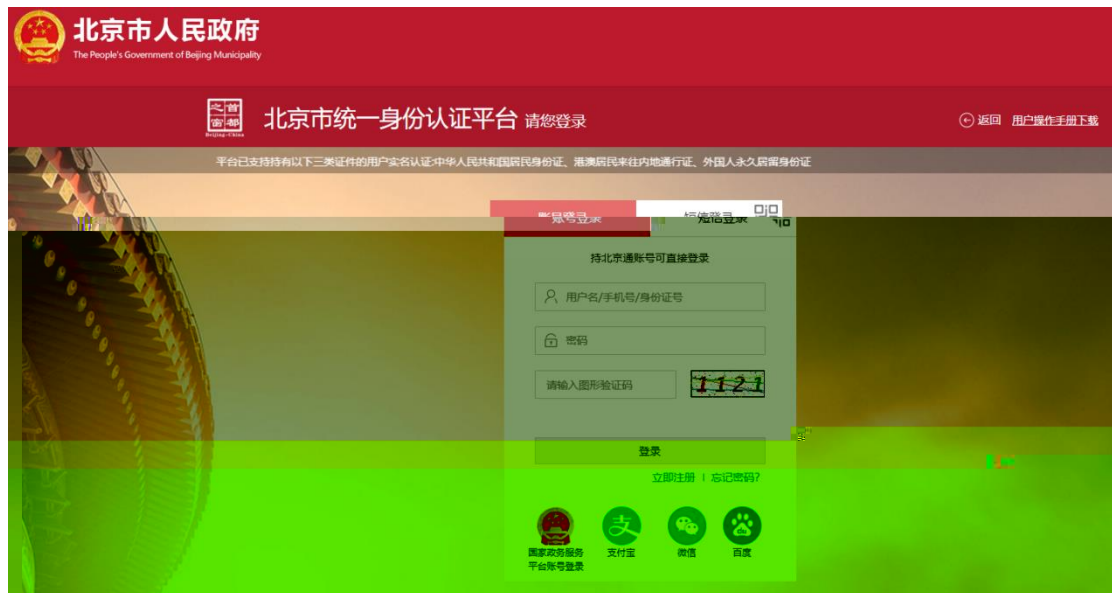 北京市人民政府
The People's Government of Beijing Municipality
首都之窗
Beijing-China
北京市统一身份认证平台 请您登录
返回 用户操作手册下载
平台已支持持有以下三类证件的用户实名认证:中华人民共和国居民身份证、港澳居民来往内地通行证、外国人永久居留身份证
账号登录 短信登录
持北京通账号可直接登录
用户名/手机号/身份证号
密码
请输入图形验证码 1121
登录
立即注册 | 忘记密码?
国家政务服务平台账号登录 支付宝 微信 百度